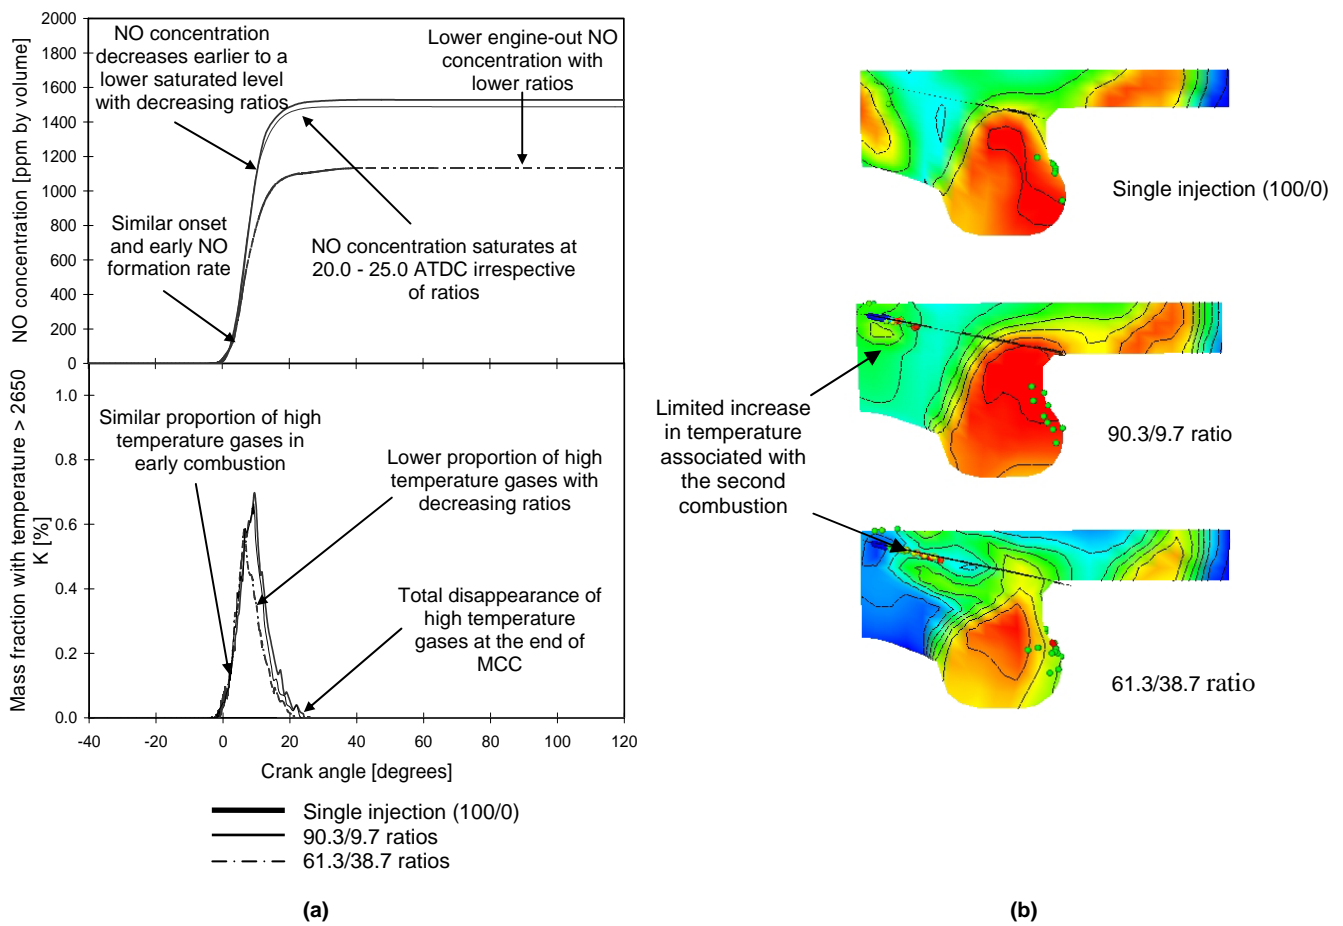 NO concentration
decreases earlier to a
lower saturated level
with decreasing ratios
Lower engine-out NO
concentration with
lower ratios
Similar onset
and early NO
formation rate
NO concentration saturates at
20.0 - 25.0 ATDC irrespective
of ratios
NO concentration [ppm by volume]
2000
1800
1600
1400
1200
1000
800
600
400
200
0
Similar proportion of high
temperature gases in
early combustion
Lower proportion of high
temperature gases with
decreasing ratios
Total disappearance of
high temperature
gases at the end of
MCC
Mass fraction with temperature > 2650
K [%]
1.0
0.8
0.6
0.4
0.2
0.0
-40 -20 0 20 40 60 80 100 120
Crank angle [degrees]
Single injection (100/0)
90.3/9.7 ratios
61.3/38.7 ratios
(a)
Single injection (100/0)
Limited increase
in temperature
associated with
the second
combustion
90.3/9.7 ratio
61.3/38.7 ratio
(b)